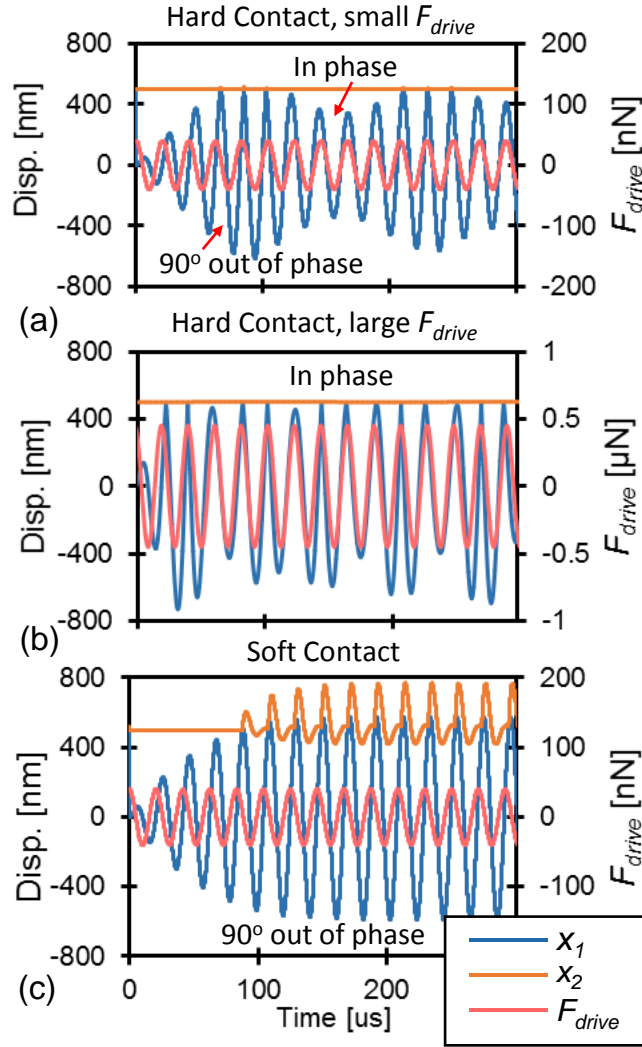 Hard Contact, small F_drive
800
400
0
-400
-800
Disp. [nm]
In phase
90° out of phase
200
100
0
-100
-200
F_drive [nN]
(a)
Hard Contact, large F_drive
800
400
0
-400
-800
Disp. [nm]
In phase
1
0.5
0
-0.5
-1
F_drive [µN]
(b)
Soft Contact
800
400
0
-400
-800
Disp. [nm]
90° out of phase
200
100
0
-100
F_drive [nN]
(c)
0
100
200
Time [us]
x_1
x_2
F_drive